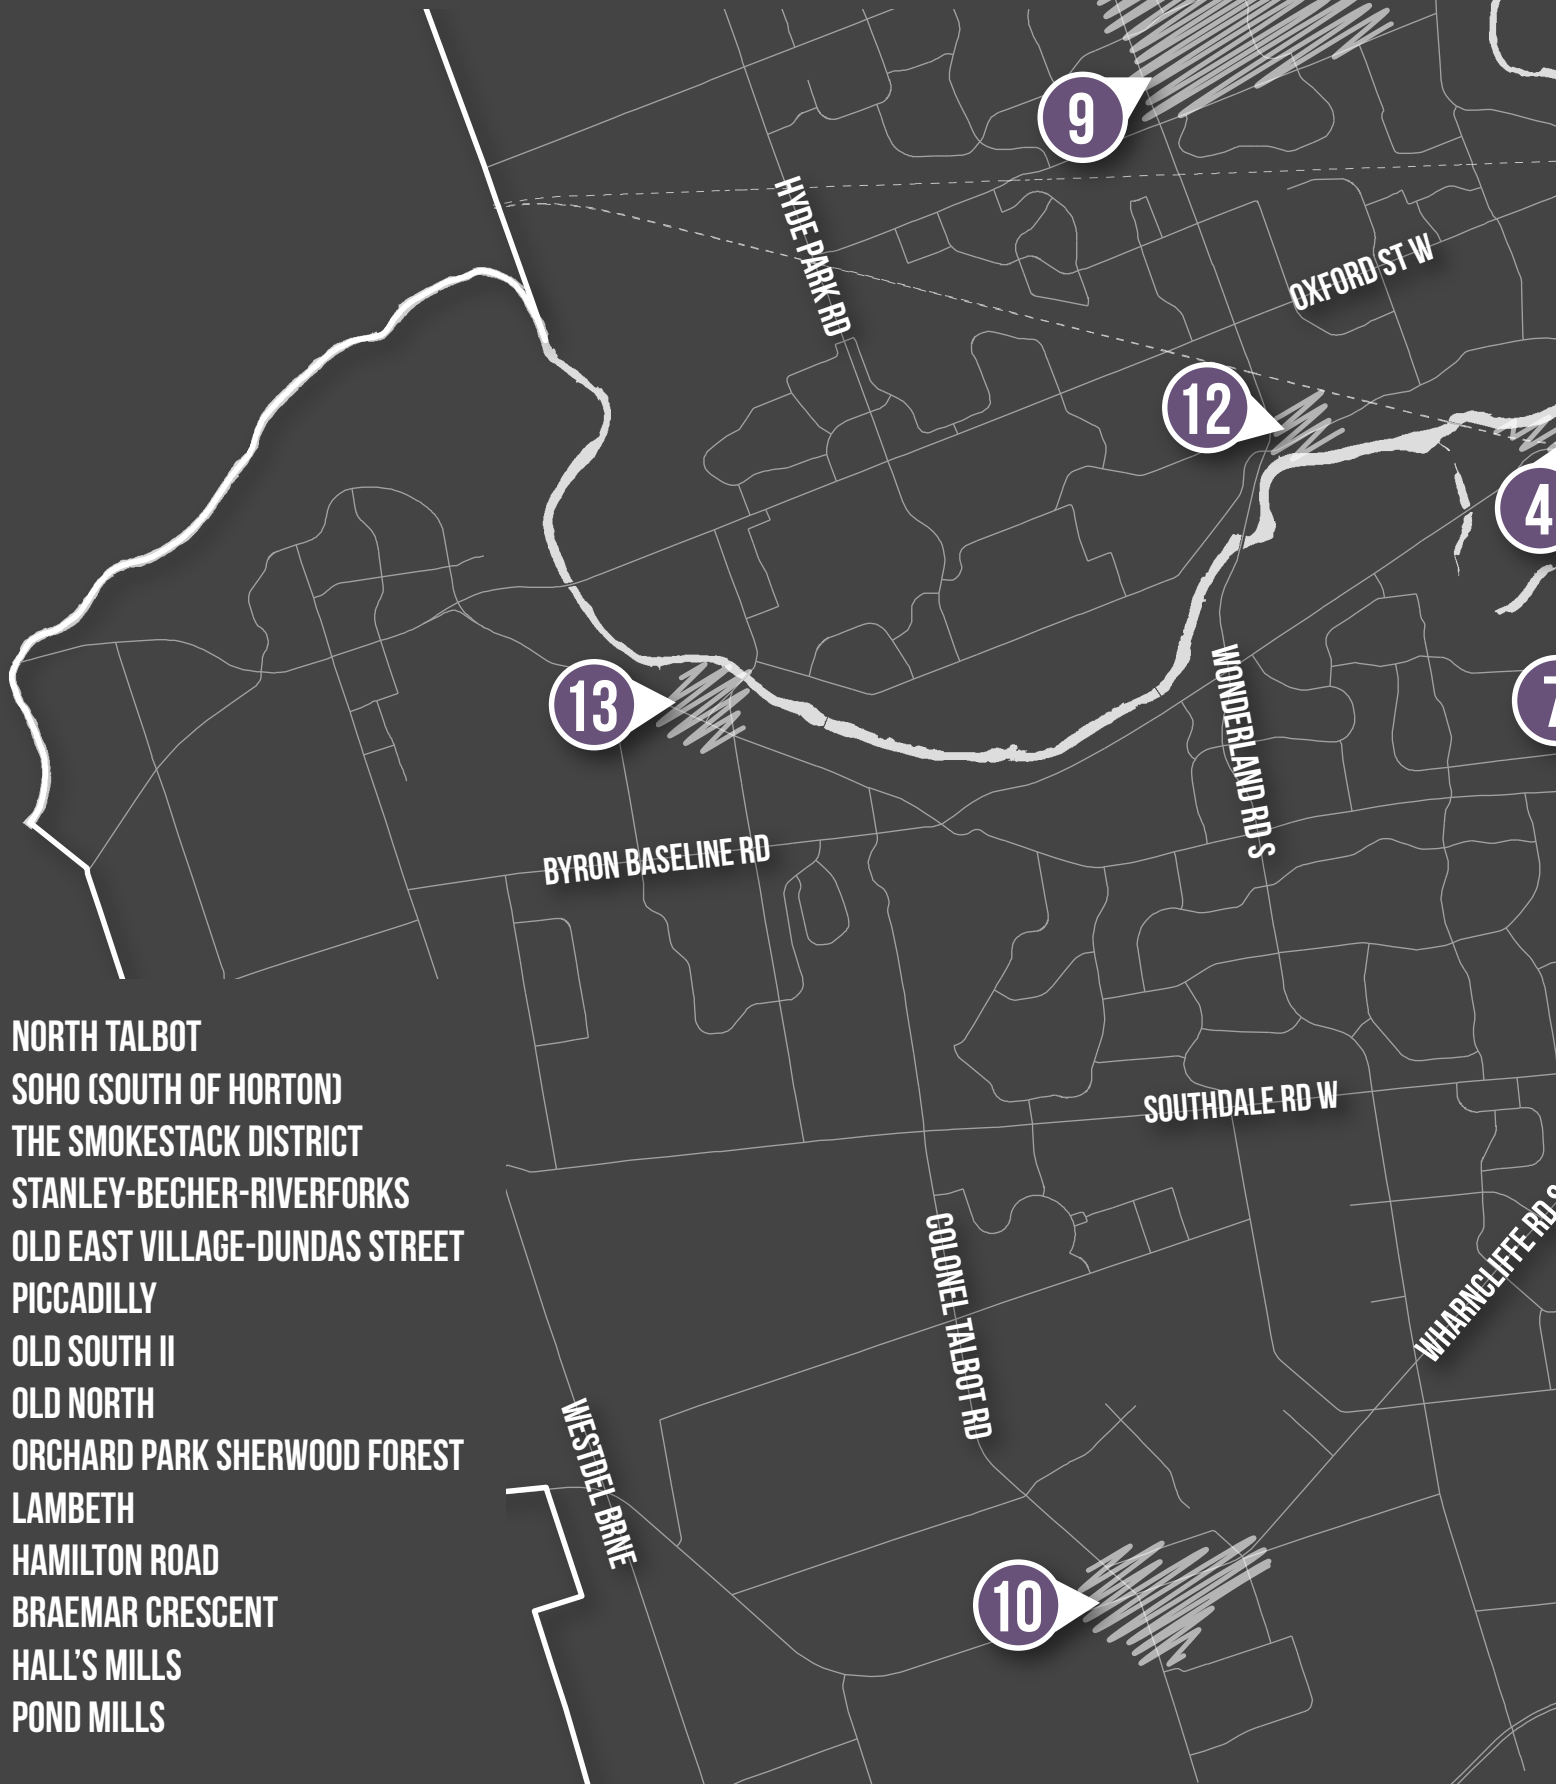 9
HYDE PARK RD
OXFORD ST W
12
4
13
WONDERLAND RD S
7
BYRON BASELINE RD
NORTH TALBOT
SOHO (SOUTH OF HORTON)
THE SMOKESTACK DISTRICT
STANLEY-BECHER-RIVERFORKS
OLD EAST VILLAGE-DUNDAS STREET
PICCADILLY
OLD SOUTH II
OLD NORTH
ORCHARD PARK SHERWOOD FOREST
LAMBETH
HAMILTON ROAD
BRAEMAR CRESCENT
HALL'S MILLS
POND MILLS
SOUTHDALE RD W
COLONEL TALBOT RD
WHARNCLIFFE RD S
WESTDEL BRNE
10